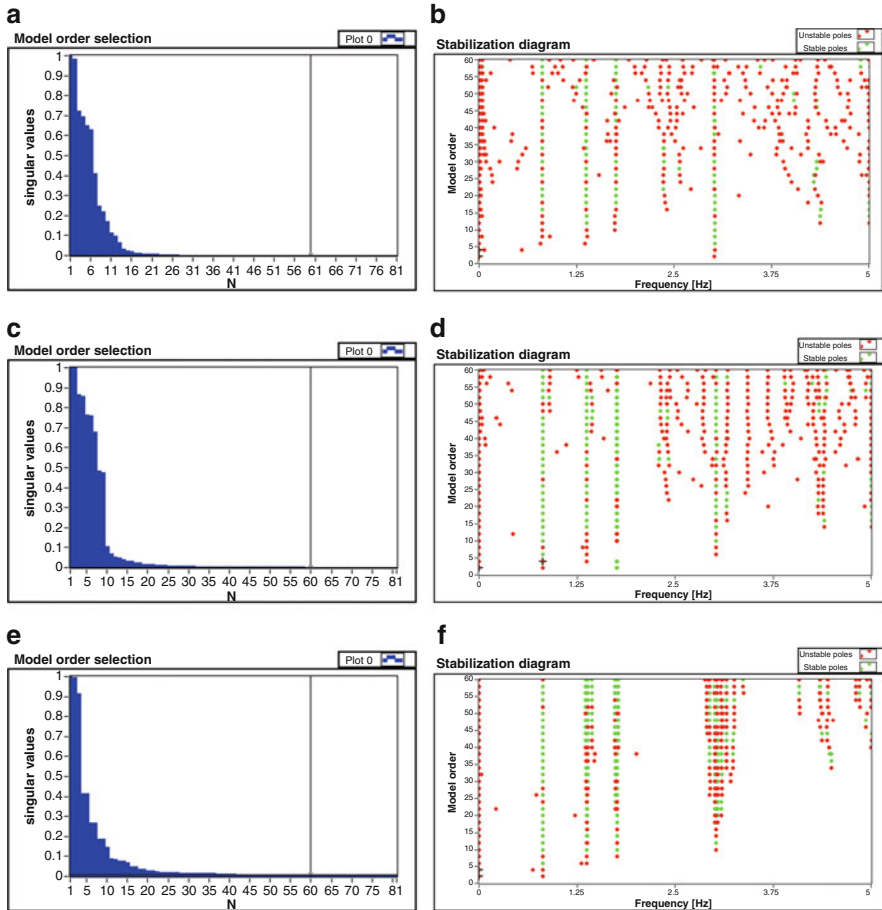 a
Model order selection
Plot 0
1
0.9
0.8
0.7
0.6
0.5
0.4
0.3
0.2
0.1
0
singular values
1 6 11 16 21 26 31 36 41 46 51 56 61 66 71 76 81
N
b
Unstable poles
Stable poles
Stabilization diagram
60
55
50
45
40
35
30
25
20
15
10
5
0
Model order
0 1.25 2.5 3.75 5
Frequency [Hz]
c
Model order selection
Plot 0
1
0.9
0.8
0.7
0.6
0.5
0.4
0.3
0.2
0.1
0
singular values
1 5 10 15 20 25 30 35 40 45 50 55 60 65 70 75 81
N
d
Unstable poles
Stable poles
Stabilization diagram
60
55
50
45
40
35
30
25
20
15
10
5
0
Model order
0 1.25 2.5 3.75 5
Frequency [Hz]
e
Model order selection
Plot 0
1
0.9
0.8
0.7
0.6
0.5
0.4
0.3
0.2
0.1
0
singular values
1 5 10 15 20 25 30 35 40 45 50 55 60 65 70 75 81
N
f
Unstable poles
Stable poles
Stabilization diagram
60
55
50
45
40
35
30
25
20
15
10
5
0
Model order
0 1.25 2.5 3.75 5
Frequency [Hz]